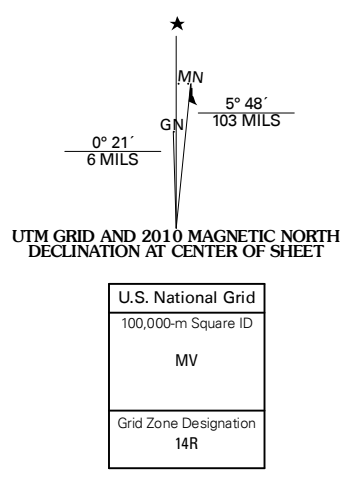 MN
GN
5° 48´
103 MILS
0° 21´
6 MILS
UTM GRID AND 2010 MAGNETIC NORTH
DECLINATION AT CENTER OF SHEET
U.S. National Grid
100,000-m Square ID
MV
Grid Zone Designation
14R